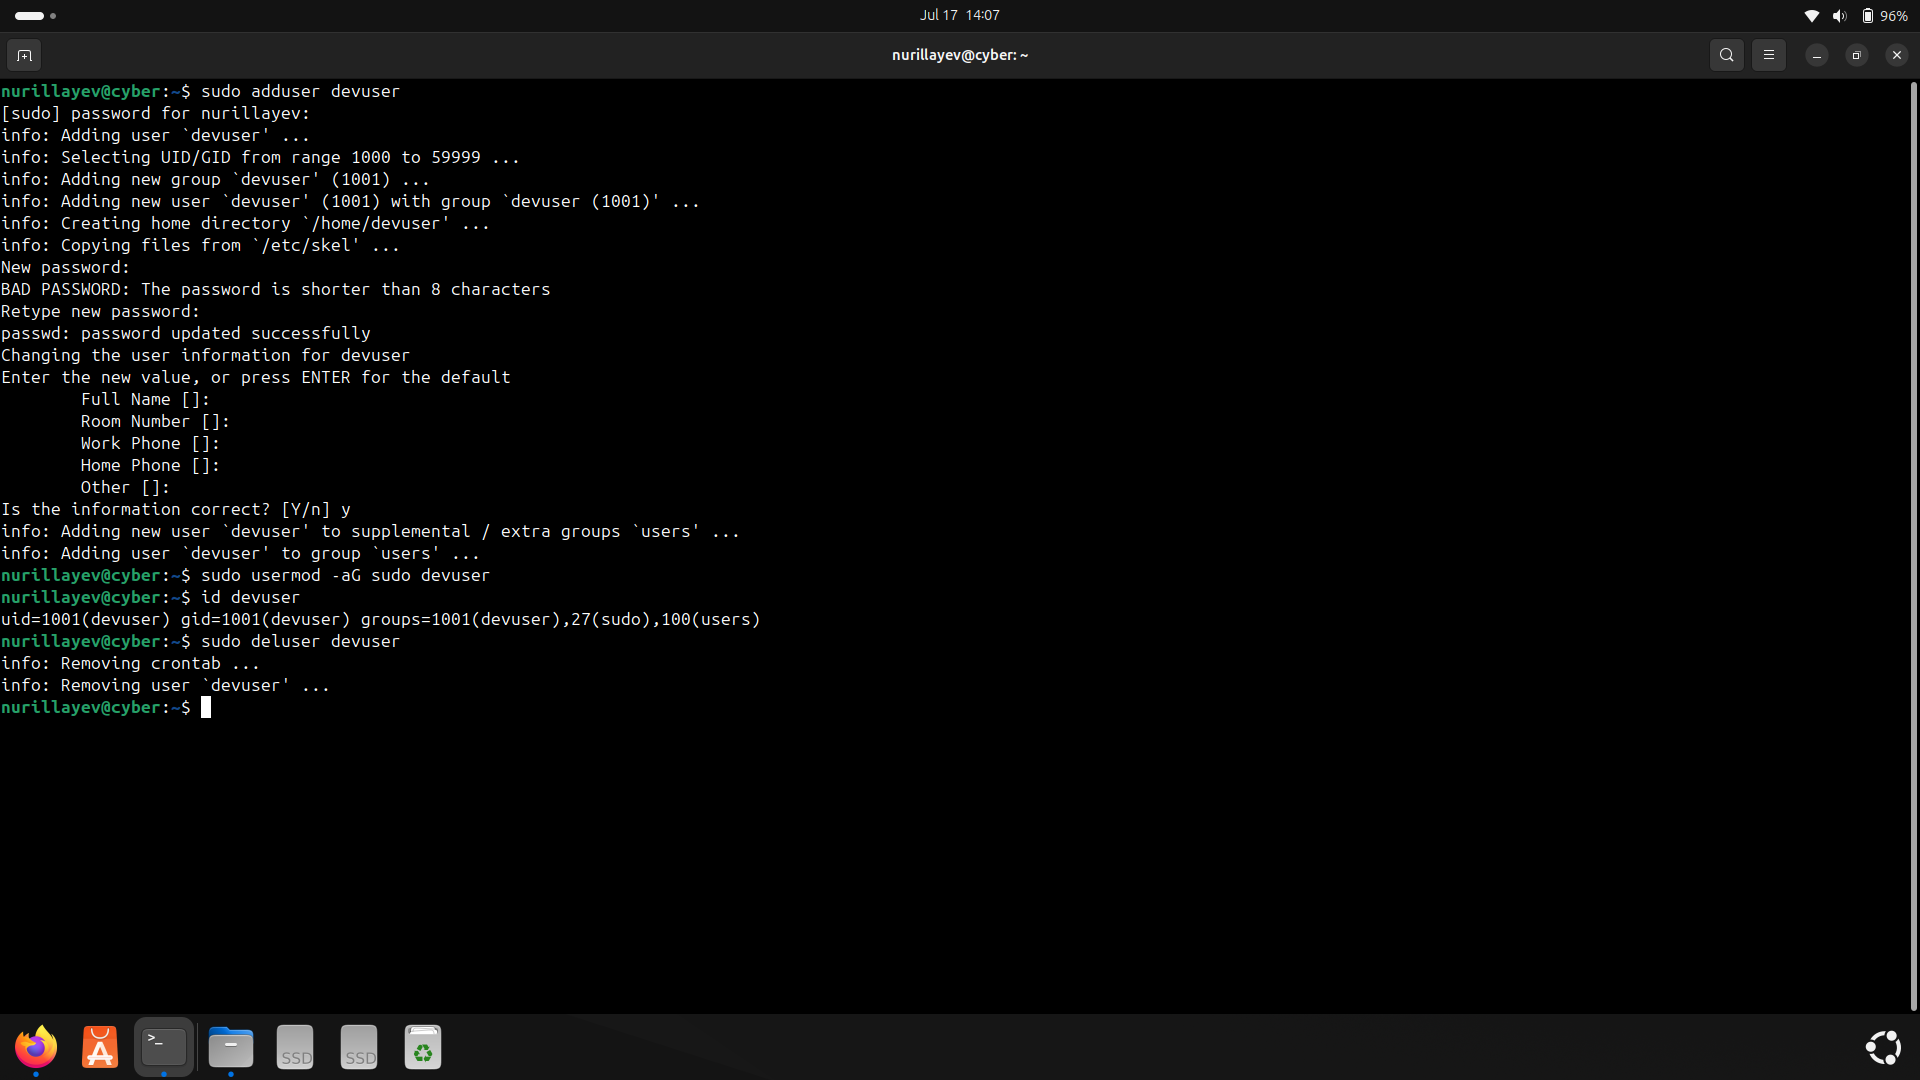 Jul 17 14:07
96%
nurillayev@cyber: ~
nurillayev@cyber:~$ sudo adduser devuser
[sudo] password for nurillayev:
info: Adding user `devuser' ...
info: Selecting UID/GID from range 1000 to 59999 ...
info: Adding new group `devuser' (1001) ...
info: Adding new user `devuser' (1001) with group `devuser (1001)' ...
info: Creating home directory `/home/devuser' ...
info: Copying files from `/etc/skel' ...
New password:
BAD PASSWORD: The password is shorter than 8 characters
Retype new password:
passwd: password updated successfully
Changing the user information for devuser
Enter the new value, or press ENTER for the default
Full Name []:
Room Number []:
Work Phone []:
Home Phone []:
Other []:
Is the information correct? [Y/n] y
info: Adding new user `devuser' to supplemental / extra groups `users' ...
info: Adding user `devuser' to group `users' ...
nurillayev@cyber:~$ sudo usermod -aG sudo devuser
nurillayev@cyber:~$ id devuser
uid=1001(devuser) gid=1001(devuser) groups=1001(devuser),27(sudo),100(users)
nurillayev@cyber:~$ sudo deluser devuser
info: Removing crontab ...
info: Removing user `devuser' ...
nurillayev@cyber:~$
>_
SSD
SSD